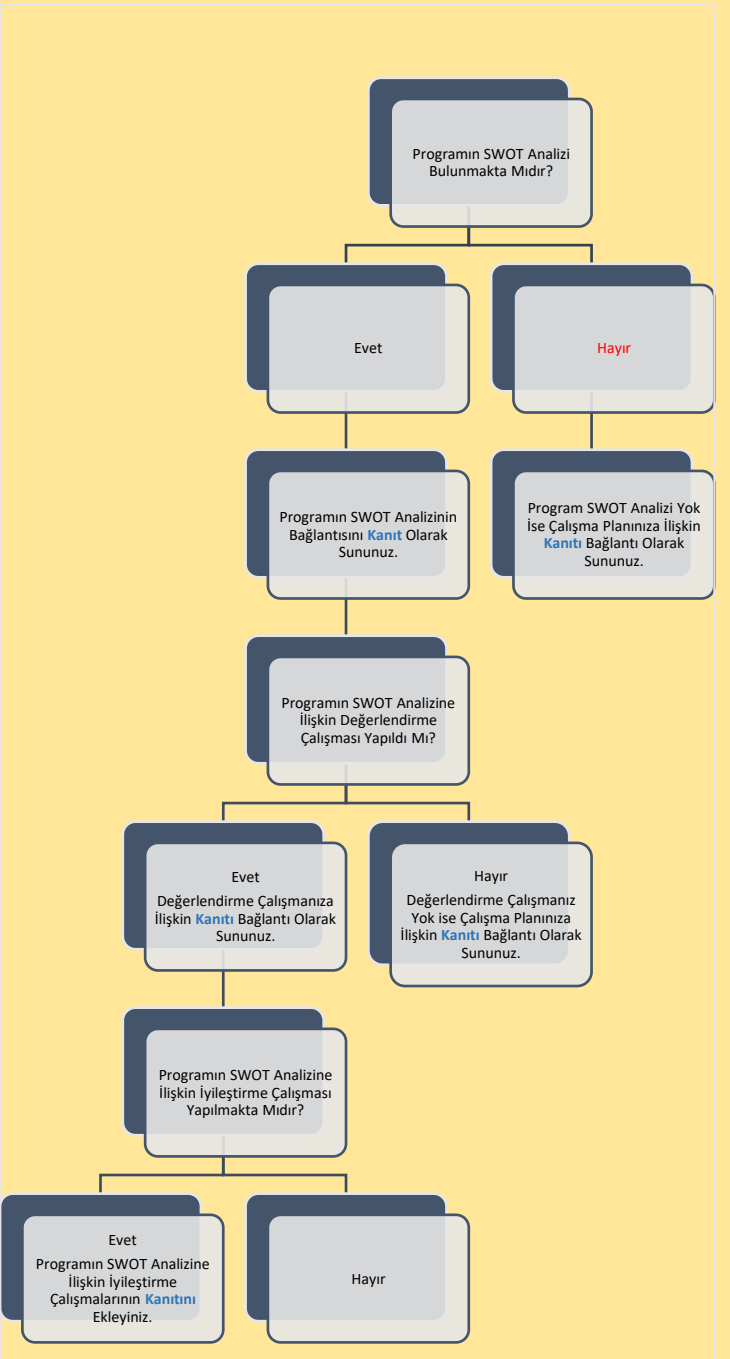 Programın SWOT Analizi
Bulunmakta Mıdır?
Evet
Hayır
Programın SWOT Analizinin
Bağlantısını Kanıt Olarak
Sununuz.
Program SWOT Analizi Yok
İse Çalışma Planınıza İlişkin
Kanıtı Bağlantı Olarak
Sununuz.
Programın SWOT Analizine
İlişkin Değerlendirme
Çalışması Yapıldı Mı?
Evet
Değerlendirme Çalışmanıza
İlişkin Kanıtı Bağlantı Olarak
Sununuz.
Hayır
Değerlendirme Çalışmanız
Yok ise Çalışma Planınıza
İlişkin Kanıtı Bağlantı Olarak
Sununuz.
Programın SWOT Analizine
İlişkin İyileştirme Çalışması
Yapılmakta Mıdır?
Evet
Programın SWOT Analizine
İlişkin İyileştirme
Çalışmalarının Kanıtını
Ekleyiniz.
Hayır